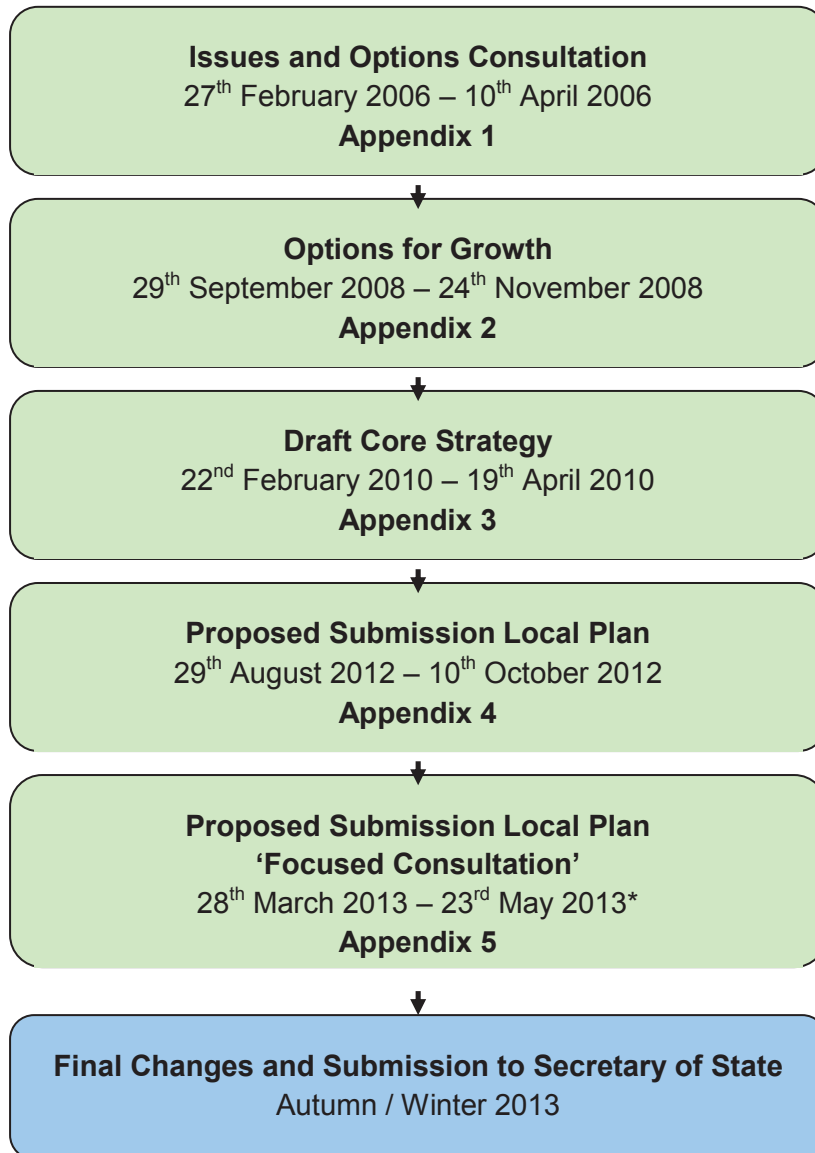 Issues and Options Consultation
27th February 2006 – 10th April 2006
Appendix 1
Options for Growth
29th September 2008 – 24th November 2008
Appendix 2
Draft Core Strategy
22nd February 2010 – 19th April 2010
Appendix 3
Proposed Submission Local Plan
29th August 2012 – 10th October 2012
Appendix 4
Proposed Submission Local Plan
‘Focused Consultation’
28th March 2013 – 23rd May 2013*
Appendix 5
Final Changes and Submission to Secretary of State
Autumn / Winter 2013